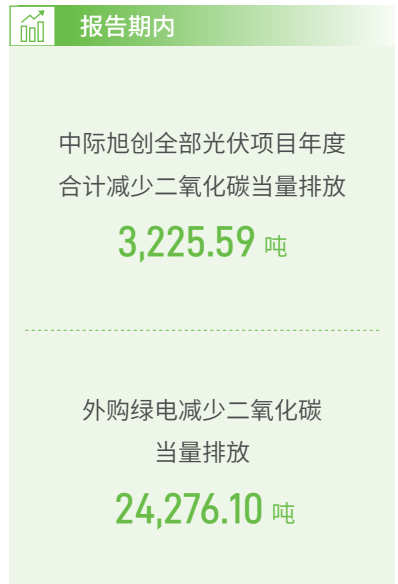 报告期内
中际旭创全部光伏项目年度
合计减少二氧化碳当量排放
3,225.59 吨
外购绿电减少二氧化碳
当量排放
24,276.10 吨